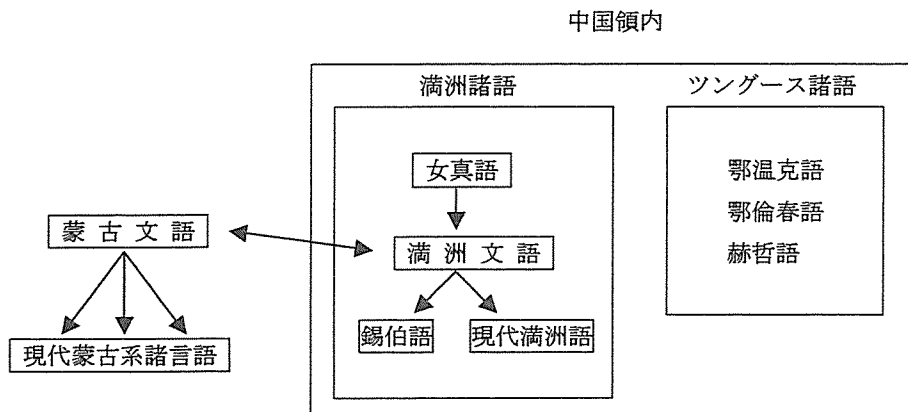 中国領内
満洲諸語
ツングース諸語
女真語
鄂温克語
鄂倫春語
赫哲語
蒙古文語
満洲文語
錫伯語
現代満洲語
現代蒙古系諸言語